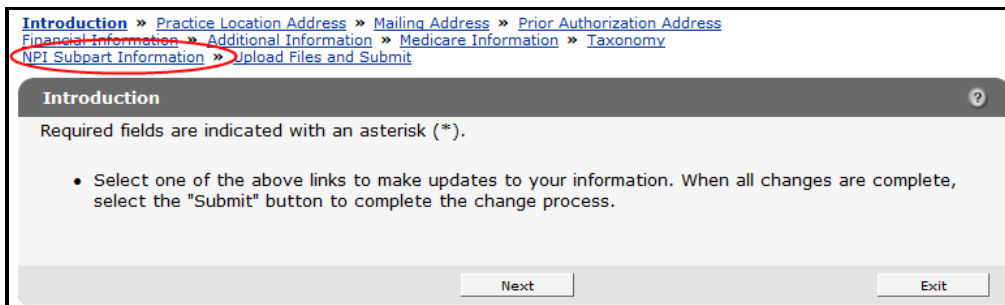 Introduction » Practice Location Address » Mailing Address » Prior Authorization Address
Financial Information » Additional Information » Medicare Information » Taxonomy
NPI Subpart Information » Upload Files and Submit
Introduction ?
Required fields are indicated with an asterisk (*).
• Select one of the above links to make updates to your information. When all changes are complete,
select the "Submit" button to complete the change process.
Next Exit